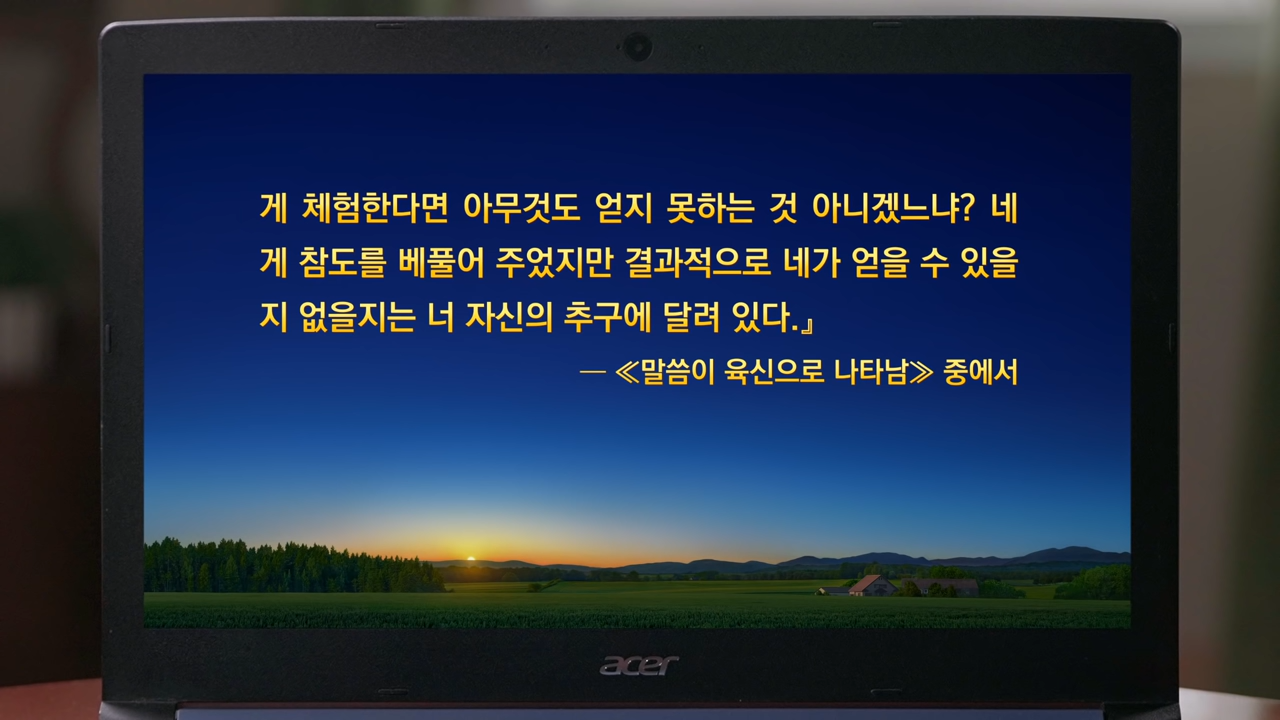 게 체험한다면 아무것도 얻지 못하는 것 아니겠느냐? 네
게 참도를 베풀어 주었지만 결과적으로 네가 얻을 수 있을
지 없을지는 너 자신의 추구에 달려 있다.』
— ≪말씀이 육신으로 나타남≫ 중에서
acer